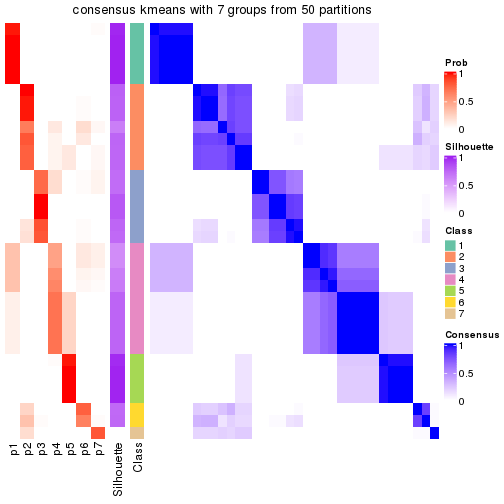 consensus kmeans with 7 groups from 50 partitions
Prob
1
0.5
0
Silhouette
1
0.5
0
Class
1
2
3
4
5
6
7
Consensus
1
0.5
0
p1
p2
p3
p4
p5
p6
p7
Silhouette
Class